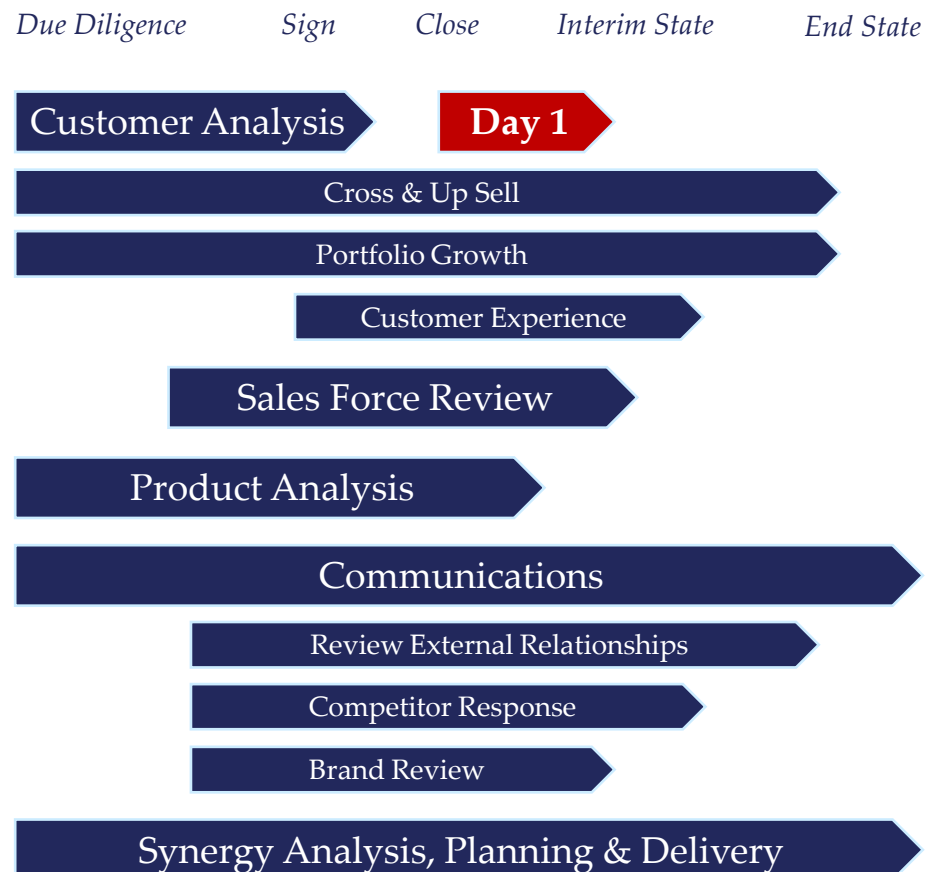 Due Diligence Sign Close Interim State End State
Customer Analysis Day 1
Cross & Up Sell
Portfolio Growth
Customer Experience
Sales Force Review
Product Analysis
Communications
Review External Relationships
Competitor Response
Brand Review
Synergy Analysis, Planning & Delivery